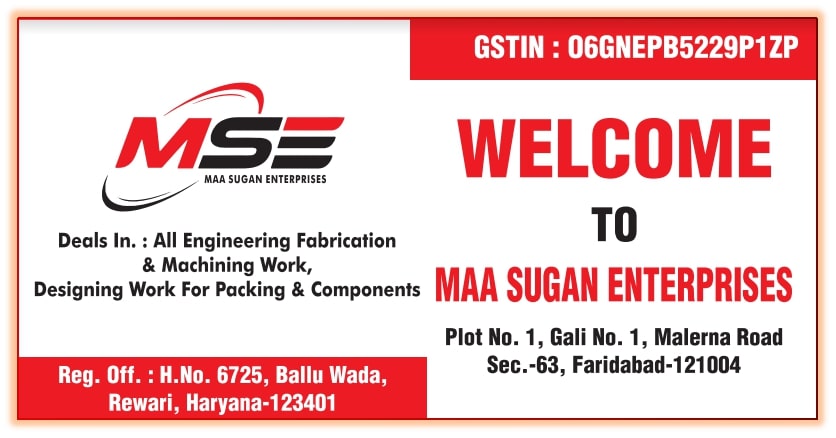 MSE
MAA SUGAN ENTERPRISES
Deals In. : All Engineering Fabrication
& Machining Work,
Designing Work For Packing & Components
Reg. Off. : H.No. 6725, Ballu Wada,
Rewari, Haryana-123401
GSTIN : O6GNEPB5229P1ZP
WELCOME
TO
MAA SUGAN ENTERPRISES
Plot No. 1, Gali No. 1, Malerna Road
Sec.-63, Faridabad-121004